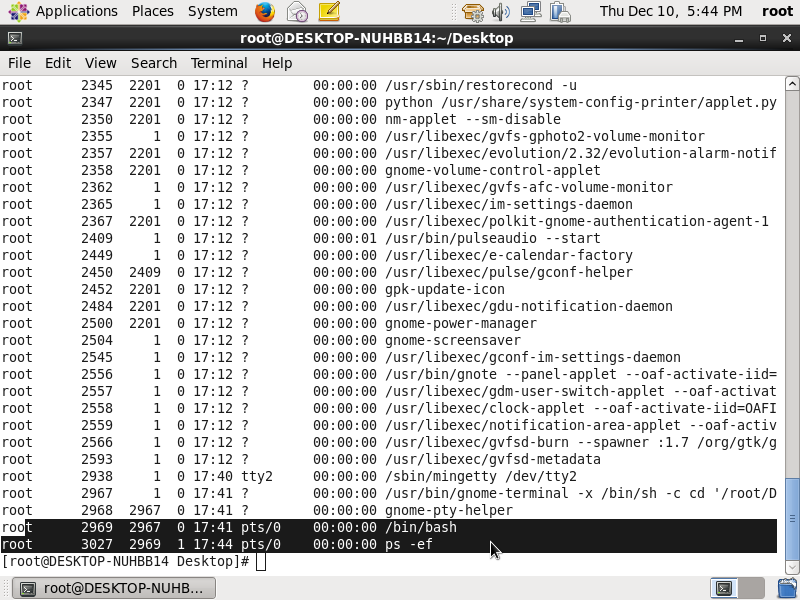 Applications Places System Thu Dec 10, 5:44 PM root
root@DESKTOP-NUHBB14:~/Desktop
File Edit View Search Terminal Help
root 2345 2201 0 17:12 ? 00:00:00 /usr/sbin/restorecond -u
root 2347 2201 0 17:12 ? 00:00:00 python /usr/share/system-config-printer/applet.py
root 2350 2201 0 17:12 ? 00:00:00 nm-applet --sm-disable
root 2355 1 0 17:12 ? 00:00:00 /usr/libexec/gvfs-gphoto2-volume-monitor
root 2357 2201 0 17:12 ? 00:00:00 /usr/libexec/evolution/2.32/evolution-alarm-notif
root 2358 2201 0 17:12 ? 00:00:00 gnome-volume-control-applet
root 2362 1 0 17:12 ? 00:00:00 /usr/libexec/gvfs-afc-volume-monitor
root 2365 1 0 17:12 ? 00:00:00 /usr/libexec/im-settings-daemon
root 2367 2201 0 17:12 ? 00:00:00 /usr/libexec/polkit-gnome-authentication-agent-1
root 2409 1 0 17:12 ? 00:00:01 /usr/bin/pulseaudio --start
root 2449 1 0 17:12 ? 00:00:00 /usr/libexec/e-calendar-factory
root 2450 2409 0 17:12 ? 00:00:00 /usr/libexec/pulse/gconf-helper
root 2452 2201 0 17:12 ? 00:00:00 gpk-update-icon
root 2484 2201 0 17:12 ? 00:00:00 /usr/libexec/gdu-notification-daemon
root 2500 2201 0 17:12 ? 00:00:00 gnome-power-manager
root 2504 1 0 17:12 ? 00:00:00 gnome-screensaver
root 2545 1 0 17:12 ? 00:00:00 /usr/libexec/gconf-im-settings-daemon
root 2556 1 0 17:12 ? 00:00:00 /usr/bin/gnote --panel-applet --oaf-activate-iid=
root 2557 1 0 17:12 ? 00:00:00 /usr/libexec/gdm-user-switch-applet --oaf-activat
root 2558 1 0 17:12 ? 00:00:00 /usr/libexec/clock-applet --oaf-activate-iid=OAFI
root 2559 1 0 17:12 ? 00:00:00 /usr/libexec/notification-area-applet --oaf-activ
root 2566 1 0 17:12 ? 00:00:00 /usr/libexec/gvfsd-burn --spawner :1.7 /org/gtk/g
root 2593 1 0 17:12 ? 00:00:00 /usr/libexec/gvfsd-metadata
root 2938 1 0 17:40 tty2 00:00:00 /sbin/mingetty /dev/tty2
root 2967 1 0 17:41 ? 00:00:00 /usr/bin/gnome-terminal -x /bin/sh -c cd '/root/D
root 2968 2967 0 17:41 ? 00:00:00 gnome-pty-helper
root 2969 2967 0 17:41 pts/0 00:00:00 /bin/bash
root 3027 2969 1 17:44 pts/0 00:00:00 ps -ef
[root@DESKTOP-NUHBB14 Desktop]#
root@DESKTOP-NUHB...